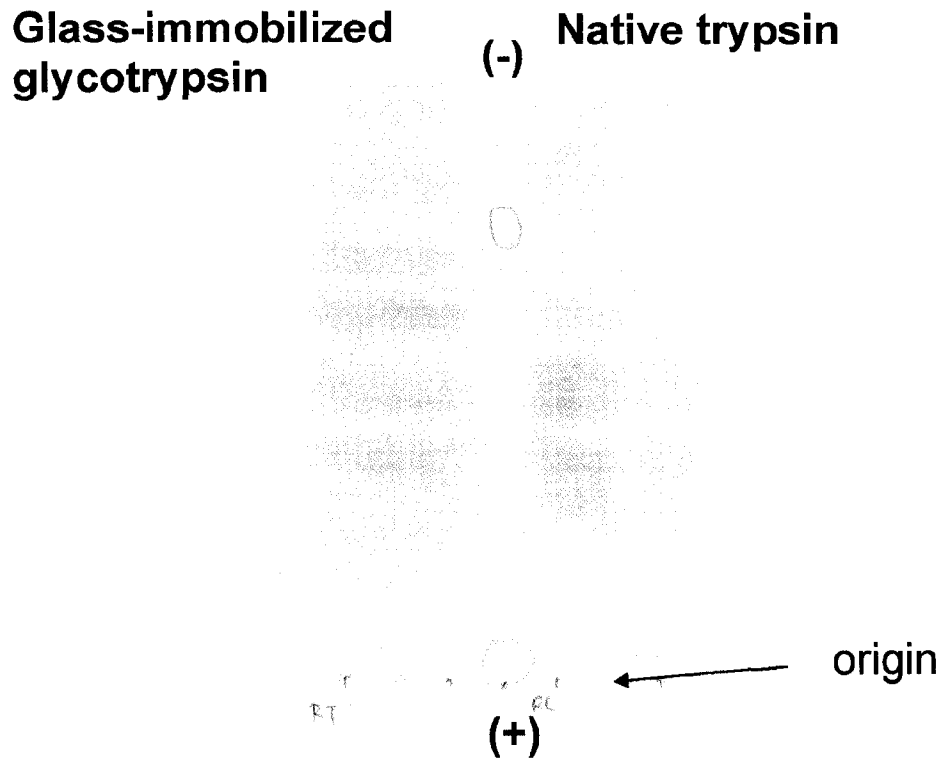 Glass-immobilized
glycotrypsin
(-)
Native trypsin
origin
RT
(+)